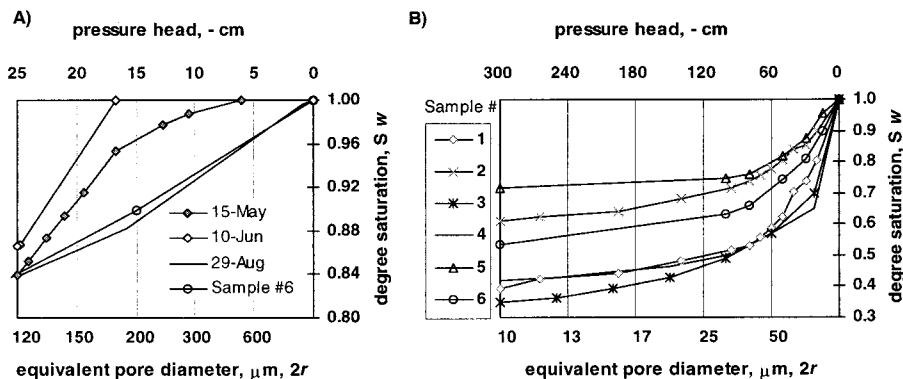 A)
pressure head, - cm
25 20 15 10 5 0
1.00
0.96
0.92
0.88
0.84
0.80
degree saturation, S w
15-May
10-Jun
29-Aug
Sample #6
120 150 200 300 600
equivalent pore diameter, μm, 2r
B)
pressure head, - cm
300 240 180 120 60 0
Sample #
1
2
3
4
5
6
1.0
0.9
0.8
0.7
0.6
0.5
0.4
0.3
degree saturation, S w
10 13 17 25 50
equivalent pore diameter, μm, 2r